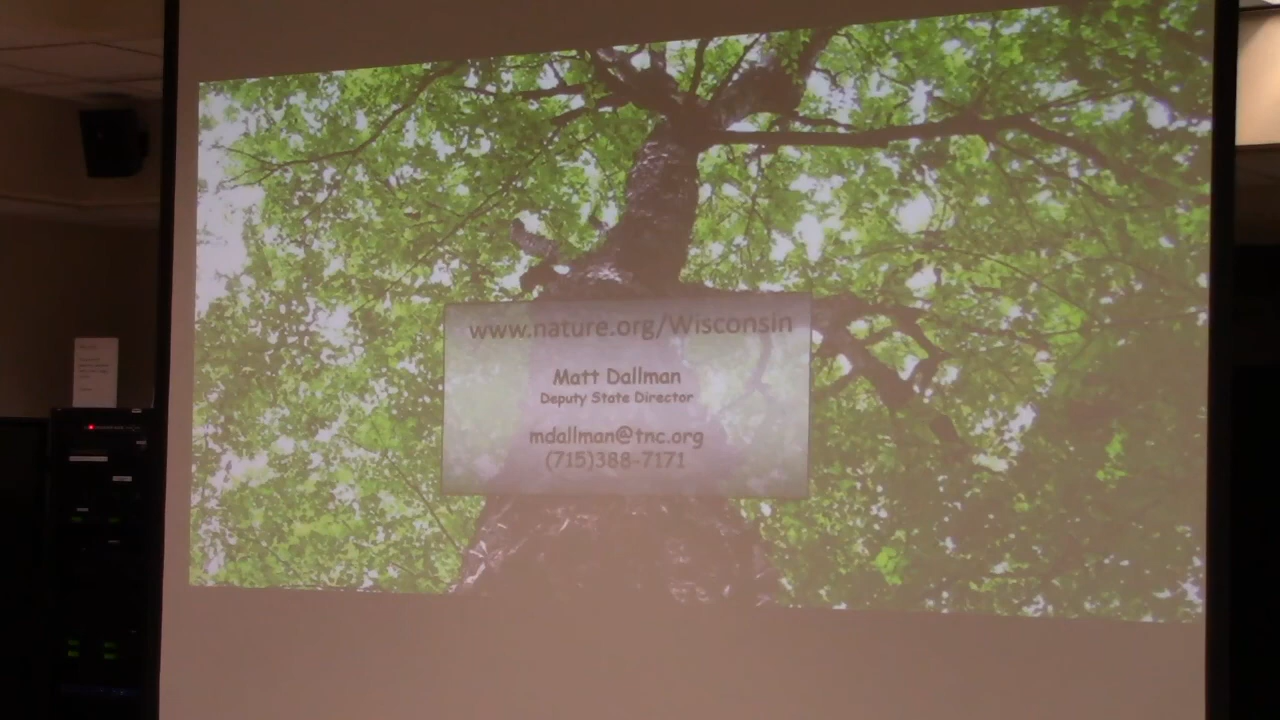 www.nature.org/Wisconsin
Matt Dallman
Deputy State Director
mdallman@tnc.org
(715)388-7171